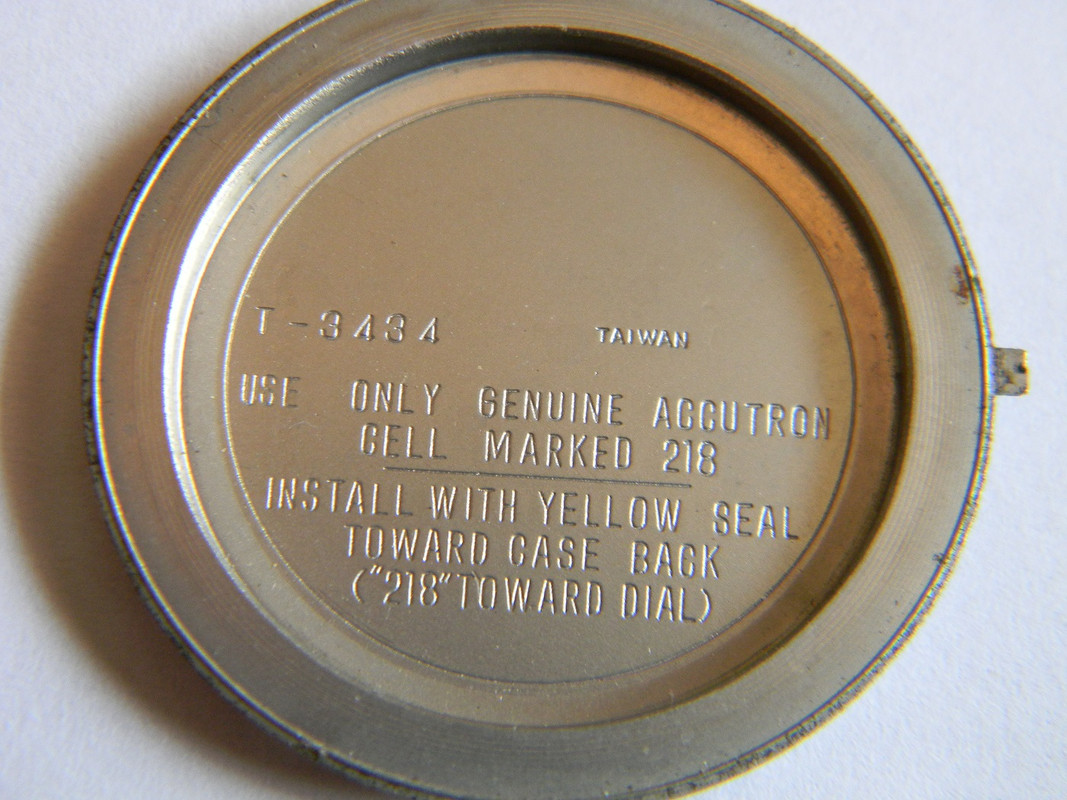 T-3434 TAIWAN
USE ONLY GENUINE ACCUTRON
CELL MARKED 218
INSTALL WITH YELLOW SEAL
TOWARD CASE BACK
("218" TOWARD DIAL)